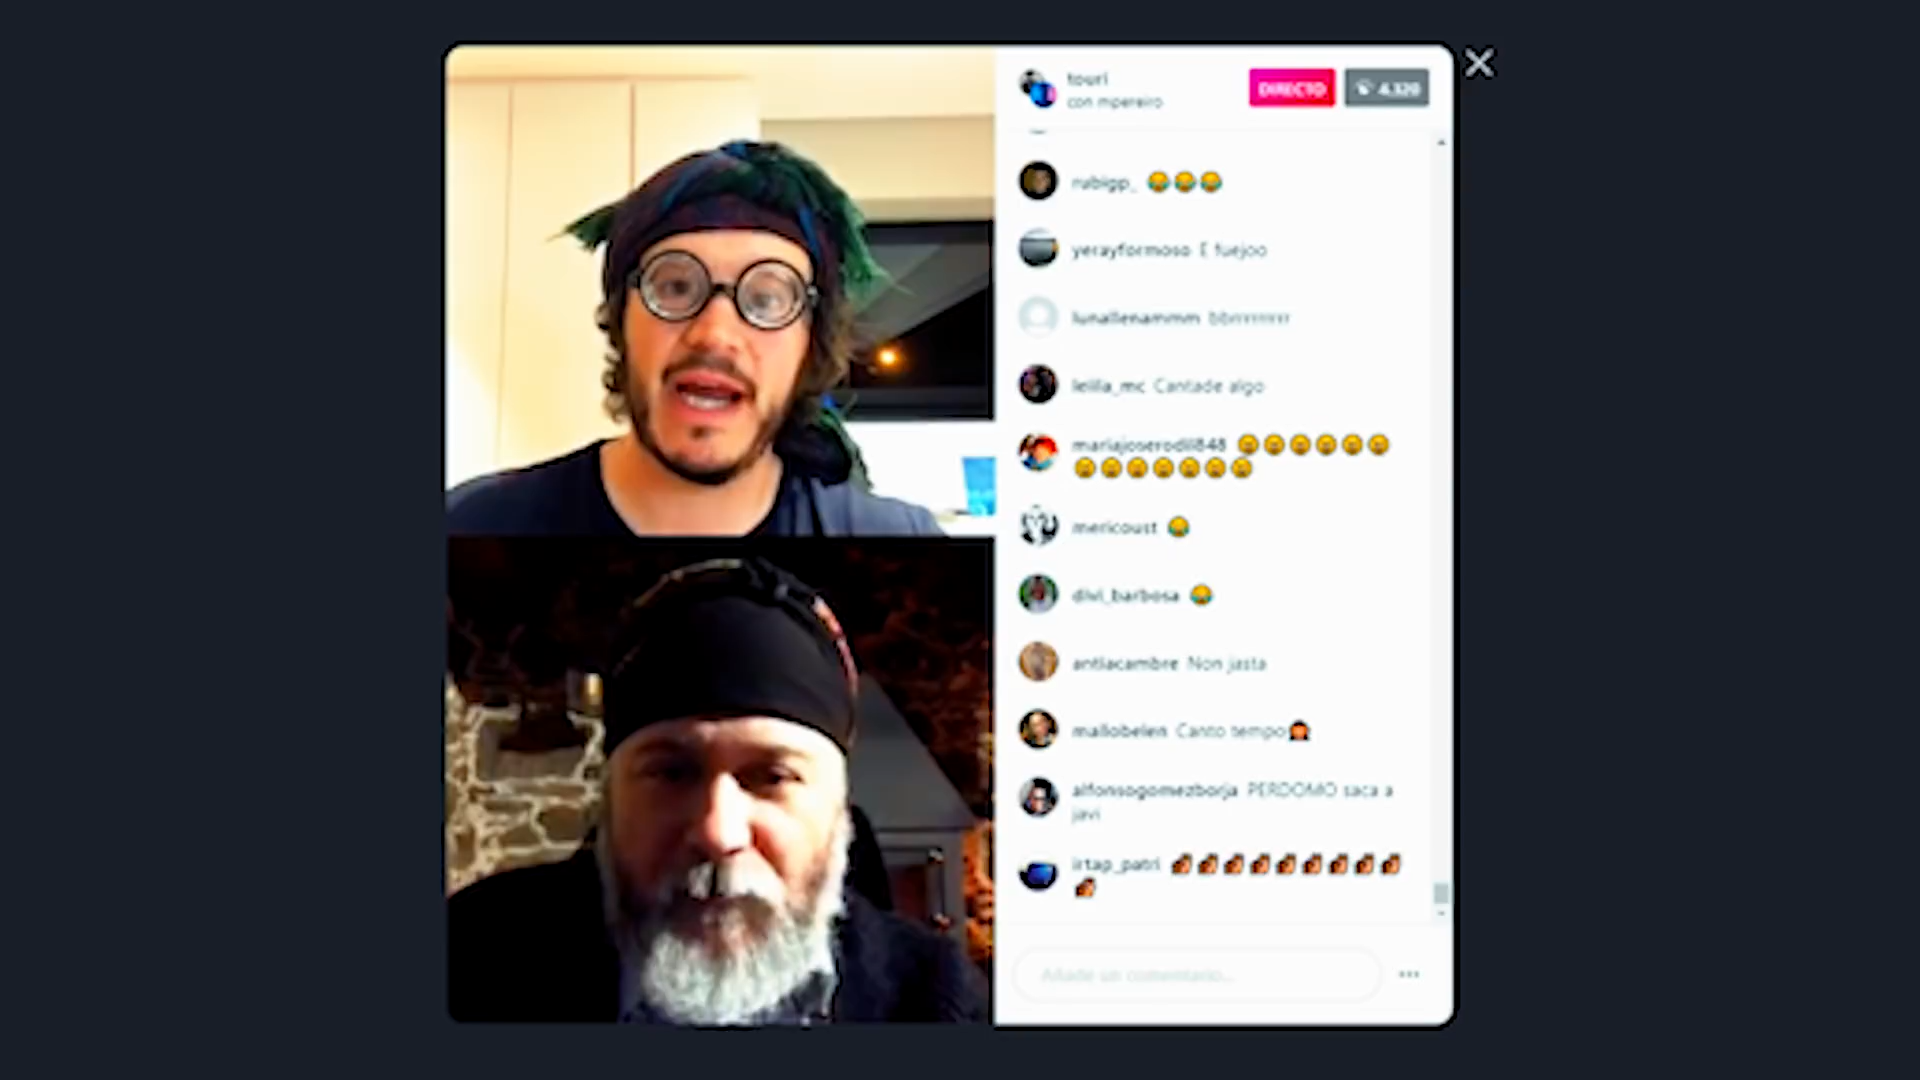 touri
con mpereiro
DIRECTO
4.320
rubigp_ 😂😂😂
yerayformoso E fuejoo
lunallenammm
leilla_mc Cantade algo
mariajoserodil848
mericoust 😂
divi_barbosa 😂
antiacambre Non jasta
mallobelen Canto tempo
alfonsogomezborja PERDOMO saca a
javi
irtap_patri
Añade un comentario...